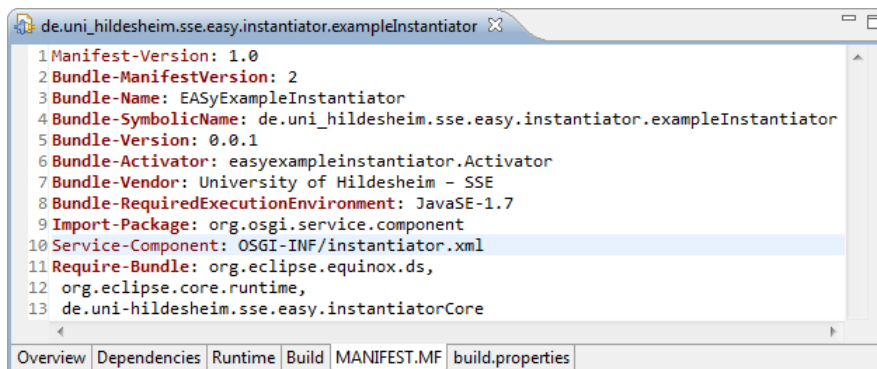 de.uni_hildesheim.sse.easy.instantiator.exampleInstantiator
1 Manifest-Version: 1.0
2 Bundle-ManifestVersion: 2
3 Bundle-Name: EASyExampleInstantiator
4 Bundle-SymbolicName: de.uni_hildesheim.sse.easy.instantiator.exampleInstantiator
5 Bundle-Version: 0.0.1
6 Bundle-Activator: easyexampleinstantiator.Activator
7 Bundle-Vendor: University of Hildesheim – SSE
8 Bundle-RequiredExecutionEnvironment: JavaSE-1.7
9 Import-Package: org.osgi.service.component
10 Service-Component: OSGI-INF/instantiator.xml
11 Require-Bundle: org.eclipse.equinox.ds,
12 org.eclipse.core.runtime,
13 de.uni-hildesheim.sse.easy.instantiatorCore
Overview Dependencies Runtime Build MANIFEST.MF build.properties